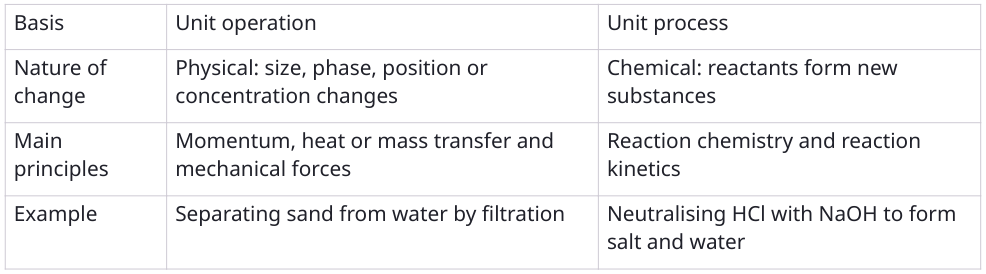 Basis
Unit operation
Unit process
Nature of
change
Physical: size, phase, position or
concentration changes
Chemical: reactants form new
substances
Main
principles
Momentum, heat or mass transfer and
mechanical forces
Reaction chemistry and reaction
kinetics
Example
Separating sand from water by filtration
Neutralising HCl with NaOH to form
salt and water